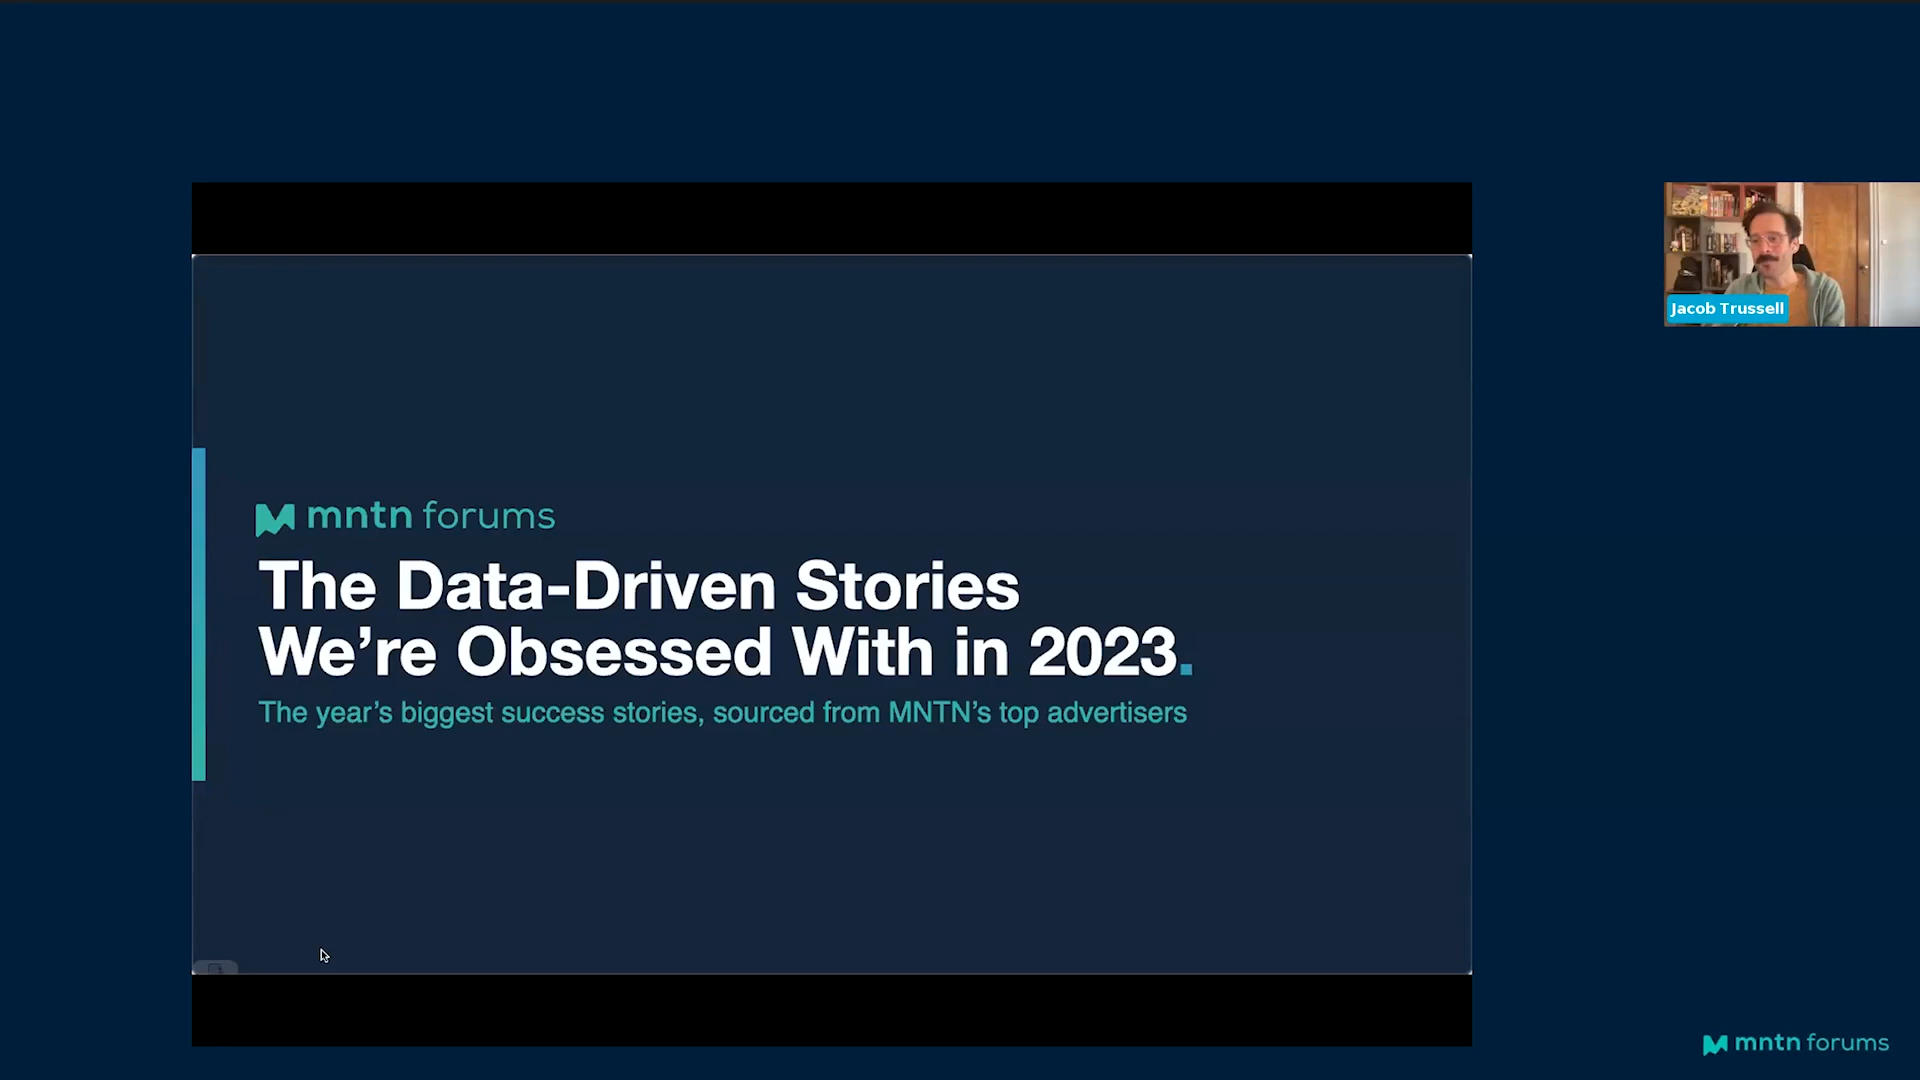 mntn forums
The Data-Driven Stories
We’re Obsessed With in 2023.
The year’s biggest success stories, sourced from MNTN’s top advertisers
Jacob Trussell
mntn forums